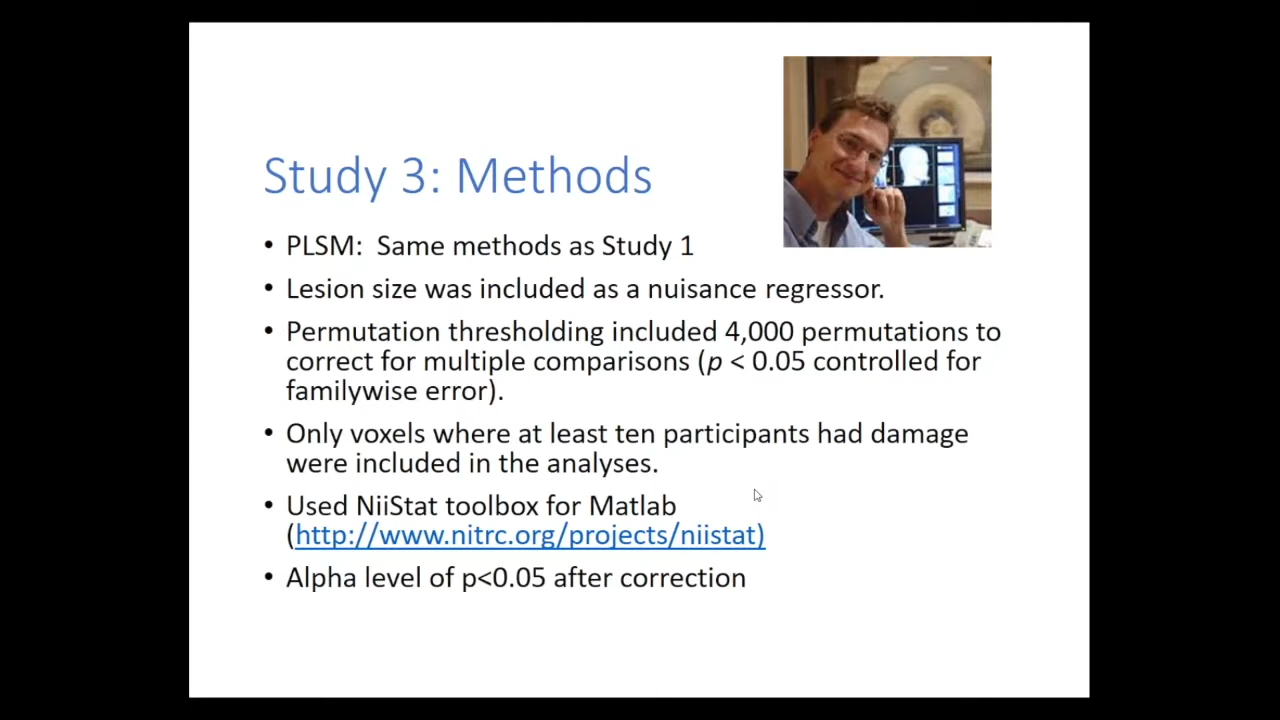 Study 3: Methods
• PLSM:  Same methods as Study 1
• Lesion size was included as a nuisance regressor.
• Permutation thresholding included 4,000 permutations to
correct for multiple comparisons (p < 0.05 controlled for
familywise error).
• Only voxels where at least ten participants had damage
were included in the analyses.
• Used NiiStat toolbox for Matlab
(http://www.nitrc.org/projects/niistat)
• Alpha level of p<0.05 after correction